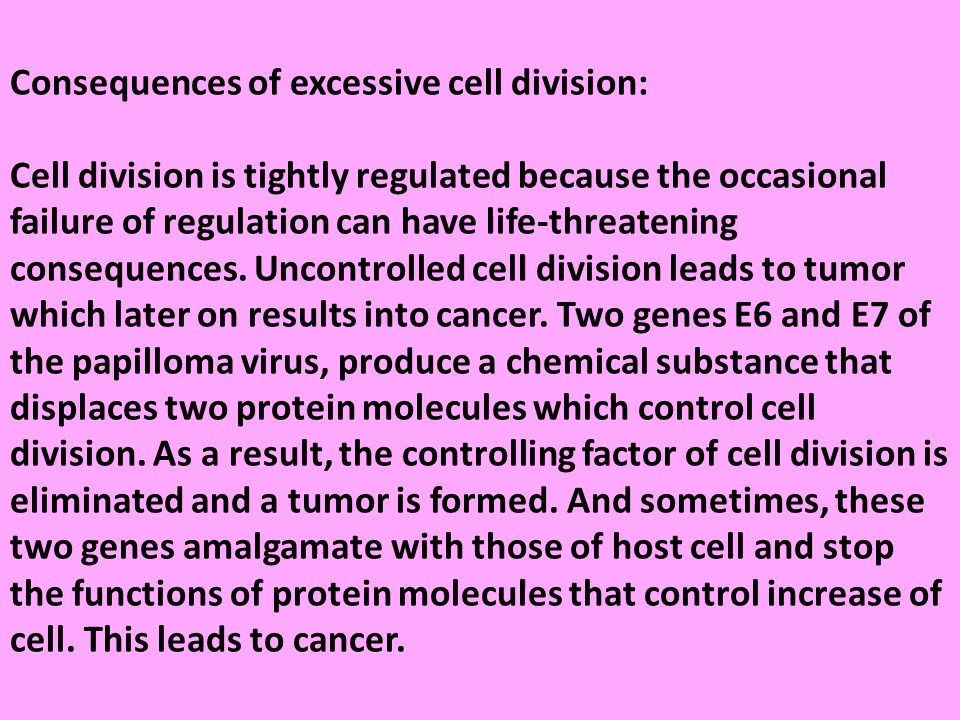 Consequences of excessive cell division:
Cell division is tightly regulated because the occasional
failure of regulation can have life-threatening
consequences. Uncontrolled cell division leads to tumor
which later on results into cancer. Two genes E6 and E7 of
the papilloma virus, produce a chemical substance that
displaces two protein molecules which control cell
division. As a result, the controlling factor of cell division is
eliminated and a tumor is formed. And sometimes, these
two genes amalgamate with those of host cell and stop
the functions of protein molecules that control increase of
cell. This leads to cancer.